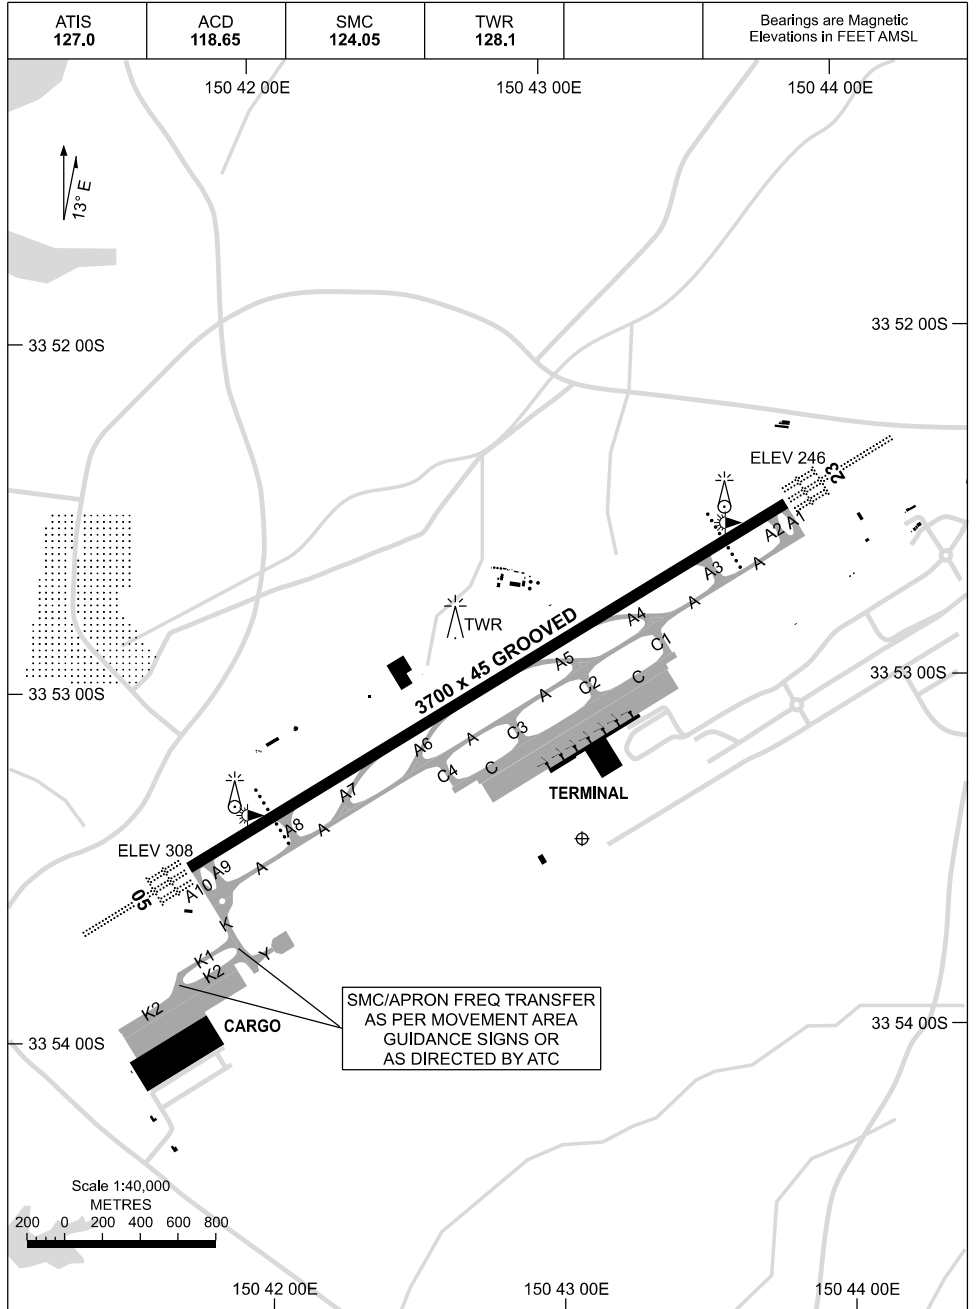 ATIS
127.0
ACD
118.65
SMC
124.05
TWR
128.1
Bearings are Magnetic
Elevations in FEET AMSL
150 42 00E
150 43 00E
150 44 00E
13° E
33 52 00S
33 52 00S
ELEV 246
23
A1
A2
A
A3
A
TWR
A4
3700 x 45 GROOVED
C1
A5
33 53 00S
33 53 00S
C
C2
A
C3
A
A6
C4
C
A7
TERMINAL
A8
A
ELEV 308
A9
A
A10
05
K
K1
Y
K2
K2
SMC/APRON FREQ TRANSFER
AS PER MOVEMENT AREA
GUIDANCE SIGNS OR
AS DIRECTED BY ATC
CARGO
33 54 00S
33 54 00S
Scale 1:40,000
METRES
200 0 200 400 600 800
150 42 00E
150 43 00E
150 44 00E